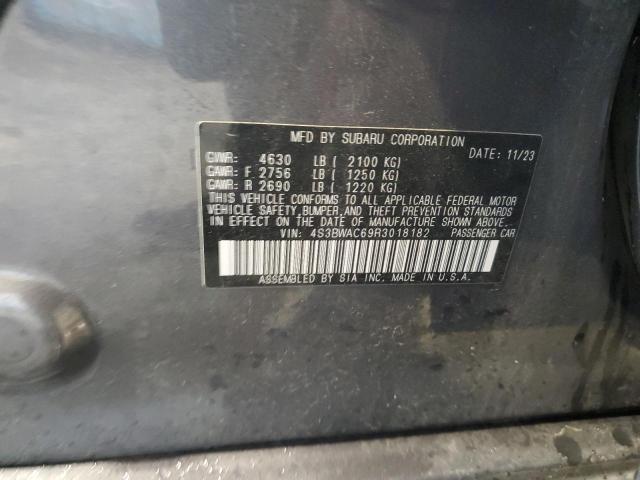 MFD BY SUBARU CORPORATION
DATE: 11/23
GVWR: 4630 LB ( 2100 KG)
GAWR: F 2756 LB ( 1250 KG)
GAWR: R 2690 LB ( 1220 KG)
THIS VEHICLE CONFORMS TO ALL APPLICABLE FEDERAL MOTOR
VEHICLE SAFETY,BUMPER,AND THEFT PREVENTION STANDARDS
IN EFFECT ON THE DATE OF MANUFACTURE SHOWN ABOVE.
VIN: 4S3BWAC69R3018182 PASSENGER CAR
ASSEMBLED BY SIA INC. MADE IN U.S.A.